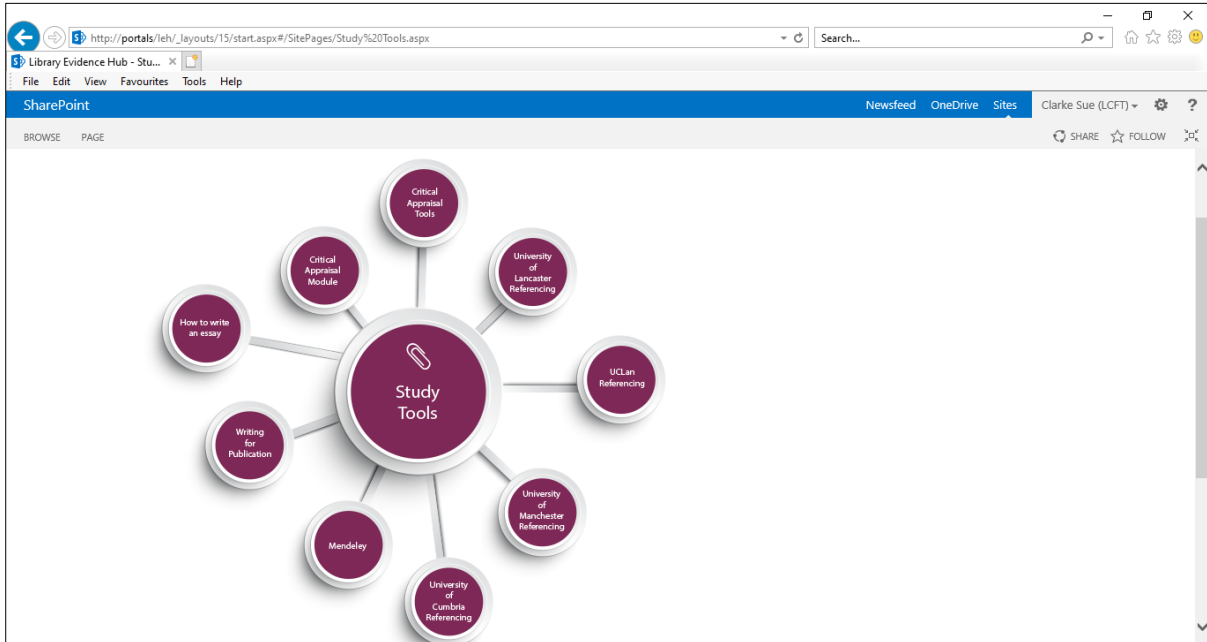 http://portals/leh/_layouts/15/start.aspx#/SitePages/Study%20Tools.aspx
Search...
Library Evidence Hub - Stu...
File Edit View Favourites Tools Help
SharePoint
Newsfeed OneDrive Sites
Clarke Sue (LCFT)
?
BROWSE PAGE
SHARE FOLLOW
Critical
Appraisal
Tools
Critical
Appraisal
Module
University
of
Lancaster
Referencing
How to write
an essay
Study
Tools
UCLan
Referencing
Writing
for
Publication
University
of
Manchester
Referencing
Mendeley
University
of
Cumbria
Referencing